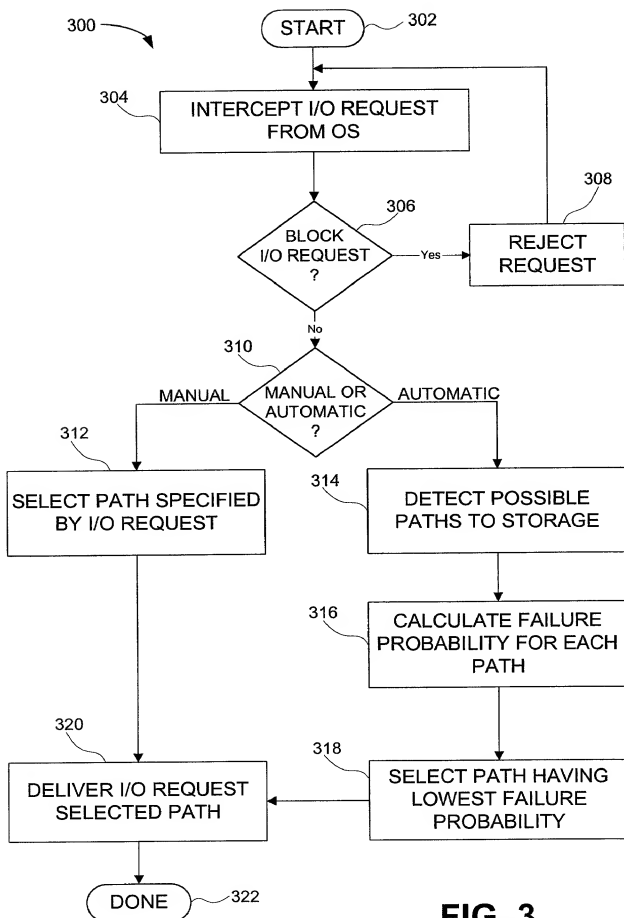 300
START
302
304
INTERCEPT I/O REQUEST
FROM OS
306
308
BLOCK
I/O REQUEST
?
Yes
REJECT
REQUEST
No
310
MANUAL
MANUAL OR
AUTOMATIC
?
AUTOMATIC
312
SELECT PATH SPECIFIED
BY I/O REQUEST
314
DETECT POSSIBLE
PATHS TO STORAGE
316
CALCULATE FAILURE
PROBABILITY FOR EACH
PATH
320
DELIVER I/O REQUEST
SELECTED PATH
318
SELECT PATH HAVING
LOWEST FAILURE
PROBABILITY
DONE
322
FIG. 3